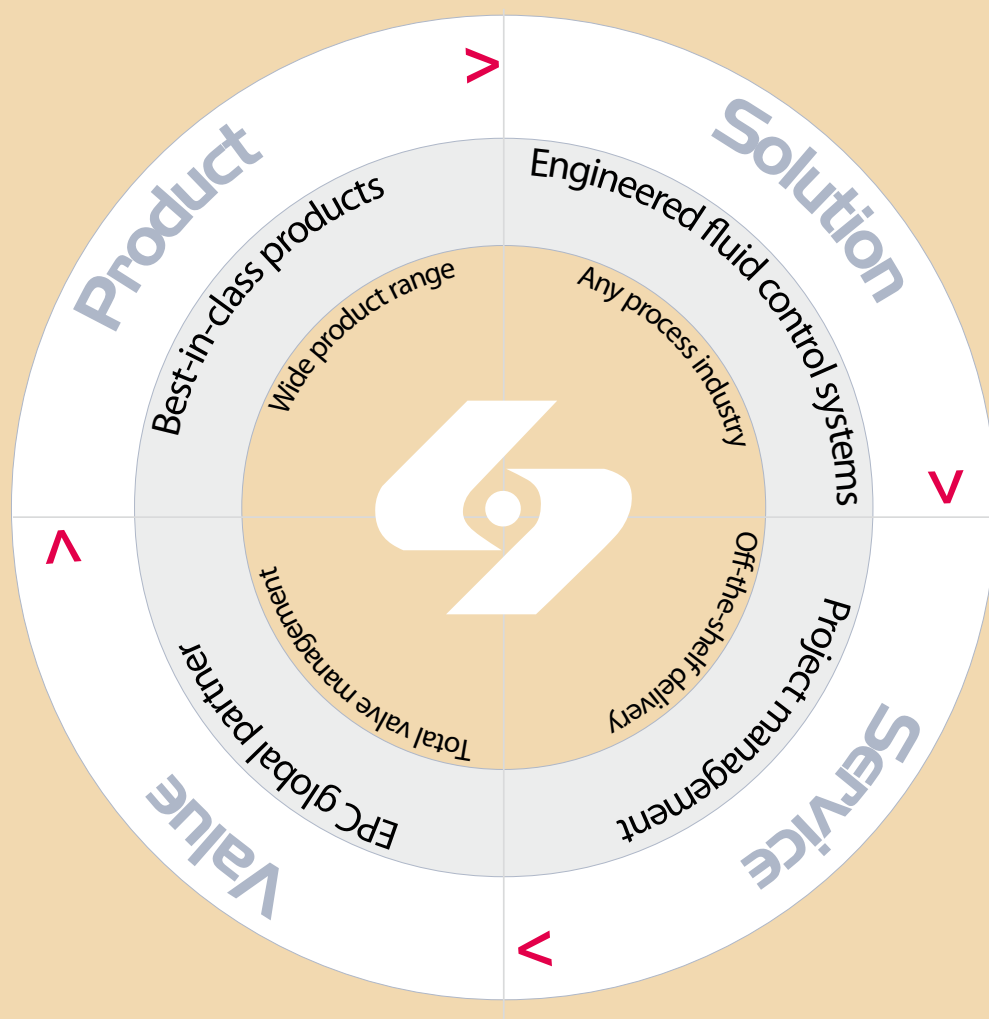 Product
Best-in-class products
Wide product range
>
Solution
Engineered fluid control systems
Any process industry
>
Service
Project management
Off-the-shelf delivery
>
Value
EPC global partner
Total valve management
>